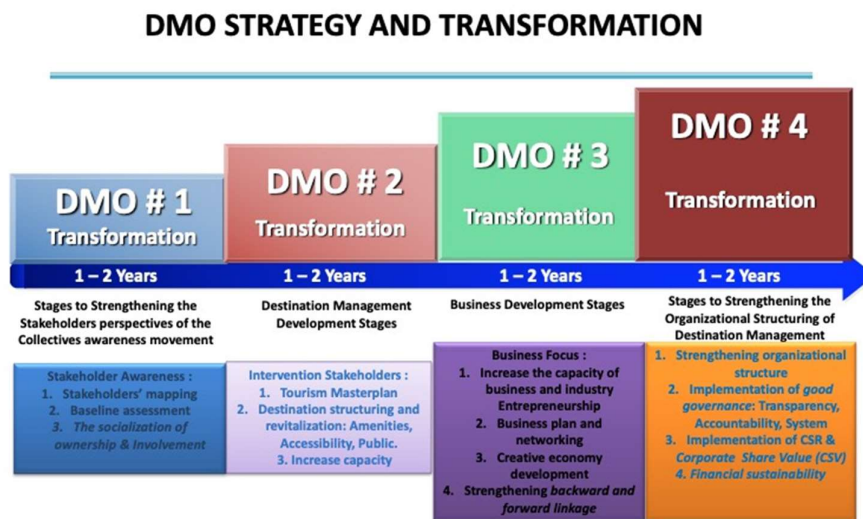 DMO STRATEGY AND TRANSFORMATION
DMO # 1
Transformation
DMO # 2
Transformation
DMO # 3
Transformation
DMO # 4
Transformation
1 – 2 Years
1 – 2 Years
1 – 2 Years
1 – 2 Years
Stages to Strengthening the
Stakeholders perspectives of the
Collectives awareness movement
Destination Management
Development Stages
Business Development Stages
Stages to Strengthening the
Organizational Structuring of
Destination Management
Stakeholder Awareness :
1. Stakeholders’ mapping
2. Baseline assessment
3. The socialization of
ownership & Involvement
Intervention Stakeholders :
1. Tourism Masterplan
2. Destination structuring and
revitalization: Amenities,
Accessibility, Public.
3. Increase capacity
Business Focus :
1. Increase the capacity of
business and industry
Entrepreneurship
2. Business plan and
networking
3. Creative economy
development
4. Strengthening backward and
forward linkage
1. Strengthening organizational
structure
2. Implementation of good
governance: Transparency,
Accountability, System
3. Implementation of CSR &
Corporate Share Value (CSV)
4. Financial sustainability